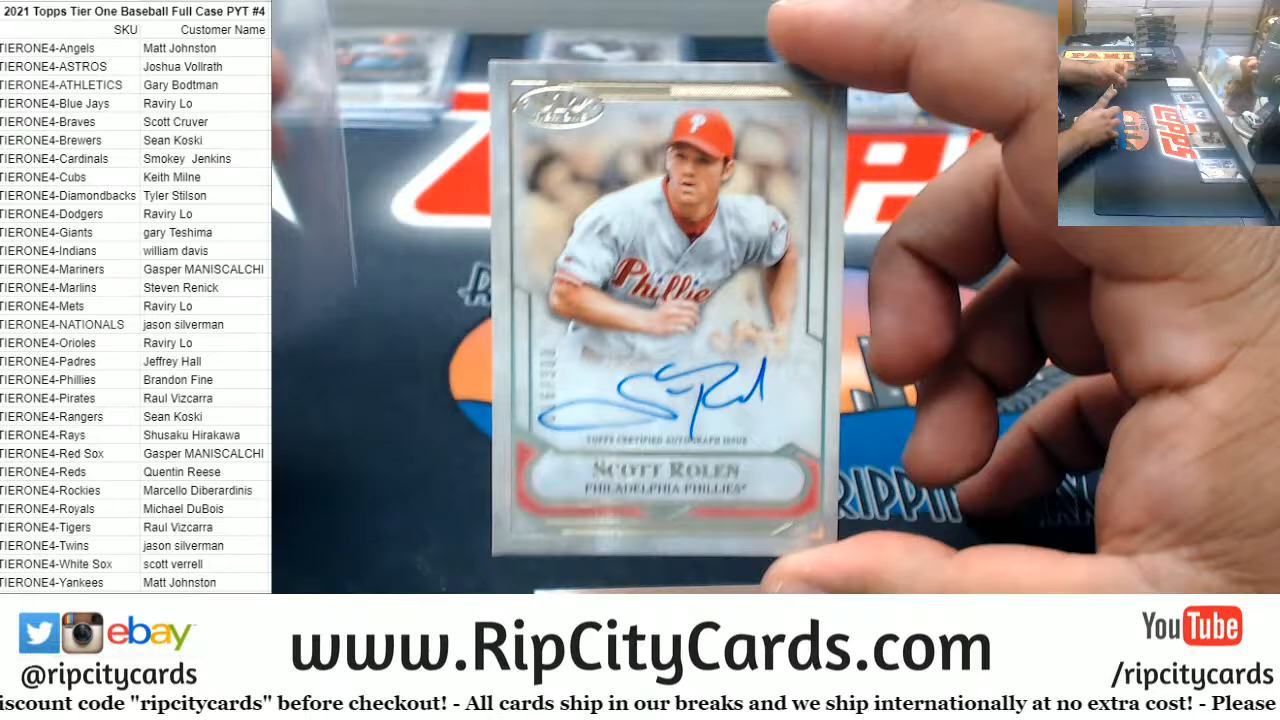 2021 Topps Tier One Baseball Full Case PYT #4
SKU Customer Name
TIERONE4-Angels Matt Johnston
TIERONE4-ASTROS Joshua Vollrath
TIERONE4-ATHLETICS Gary Bodtman
TIERONE4-Blue Jays Raviry Lo
TIERONE4-Braves Scott Cruver
TIERONE4-Brewers Sean Koski
TIERONE4-Cardinals Smokey Jenkins
TIERONE4-Cubs Keith Milne
TIERONE4-Diamondbacks Tyler Stilson
TIERONE4-Dodgers Raviry Lo
TIERONE4-Giants gary Teshima
TIERONE4-Indians william davis
TIERONE4-Mariners Gasper MANISCALCHI
TIERONE4-Marlins Steven Renick
TIERONE4-Mets Raviry Lo
TIERONE4-NATIONALS jason silverman
TIERONE4-Orioles Raviry Lo
TIERONE4-Padres Jeffrey Hall
TIERONE4-Phillies Brandon Fine
TIERONE4-Pirates Raul Vizcarra
TIERONE4-Rangers Sean Koski
TIERONE4-Rays Shusaku Hirakawa
TIERONE4-Red Sox Gasper MANISCALCHI
TIERONE4-Reds Quentin Reese
TIERONE4-Rockies Marcello Diberardinis
TIERONE4-Royals Michael DuBois
TIERONE4-Tigers Raul Vizcarra
TIERONE4-Twins jason silverman
TIERONE4-White Sox scott verrell
TIERONE4-Yankees Matt Johnston
P
Phillies
TOPPS CERTIFIED AUTOGRAPH ISSUE
SCOTT ROLEN
PHILADELPHIA PHILLIES
ebay
@ripcitycards
www.RipCityCards.com
YouTube
/ripcitycards
iscount code "ripcitycards" before checkout! - All cards ship in our breaks and we ship internationally at no extra cost! - Please